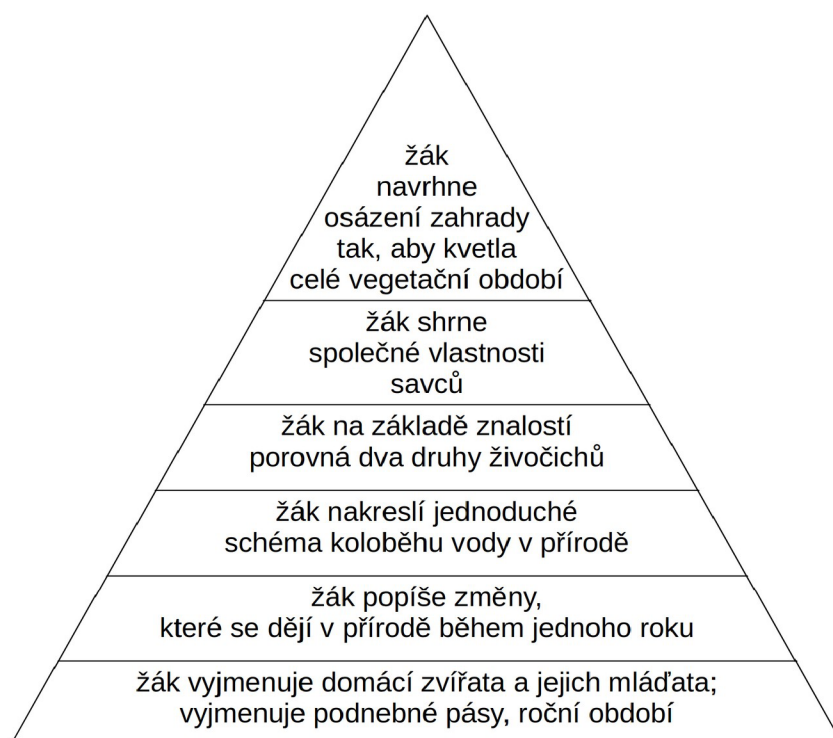 žák
navrhne
osázení zahrady
tak, aby kvetla
celé vegetační období
žák shrne
společné vlastnosti
savců
žák na základě znalostí
porovná dva druhy živočichů
žák nakreslí jednoduché
schéma koloběhu vody v přírodě
žák popíše změny,
které se dějí v přírodě během jednoho roku
žák vyjmenuje domácí zvířata a jejich mláďata;
vyjmenuje podnebné pásy, roční období